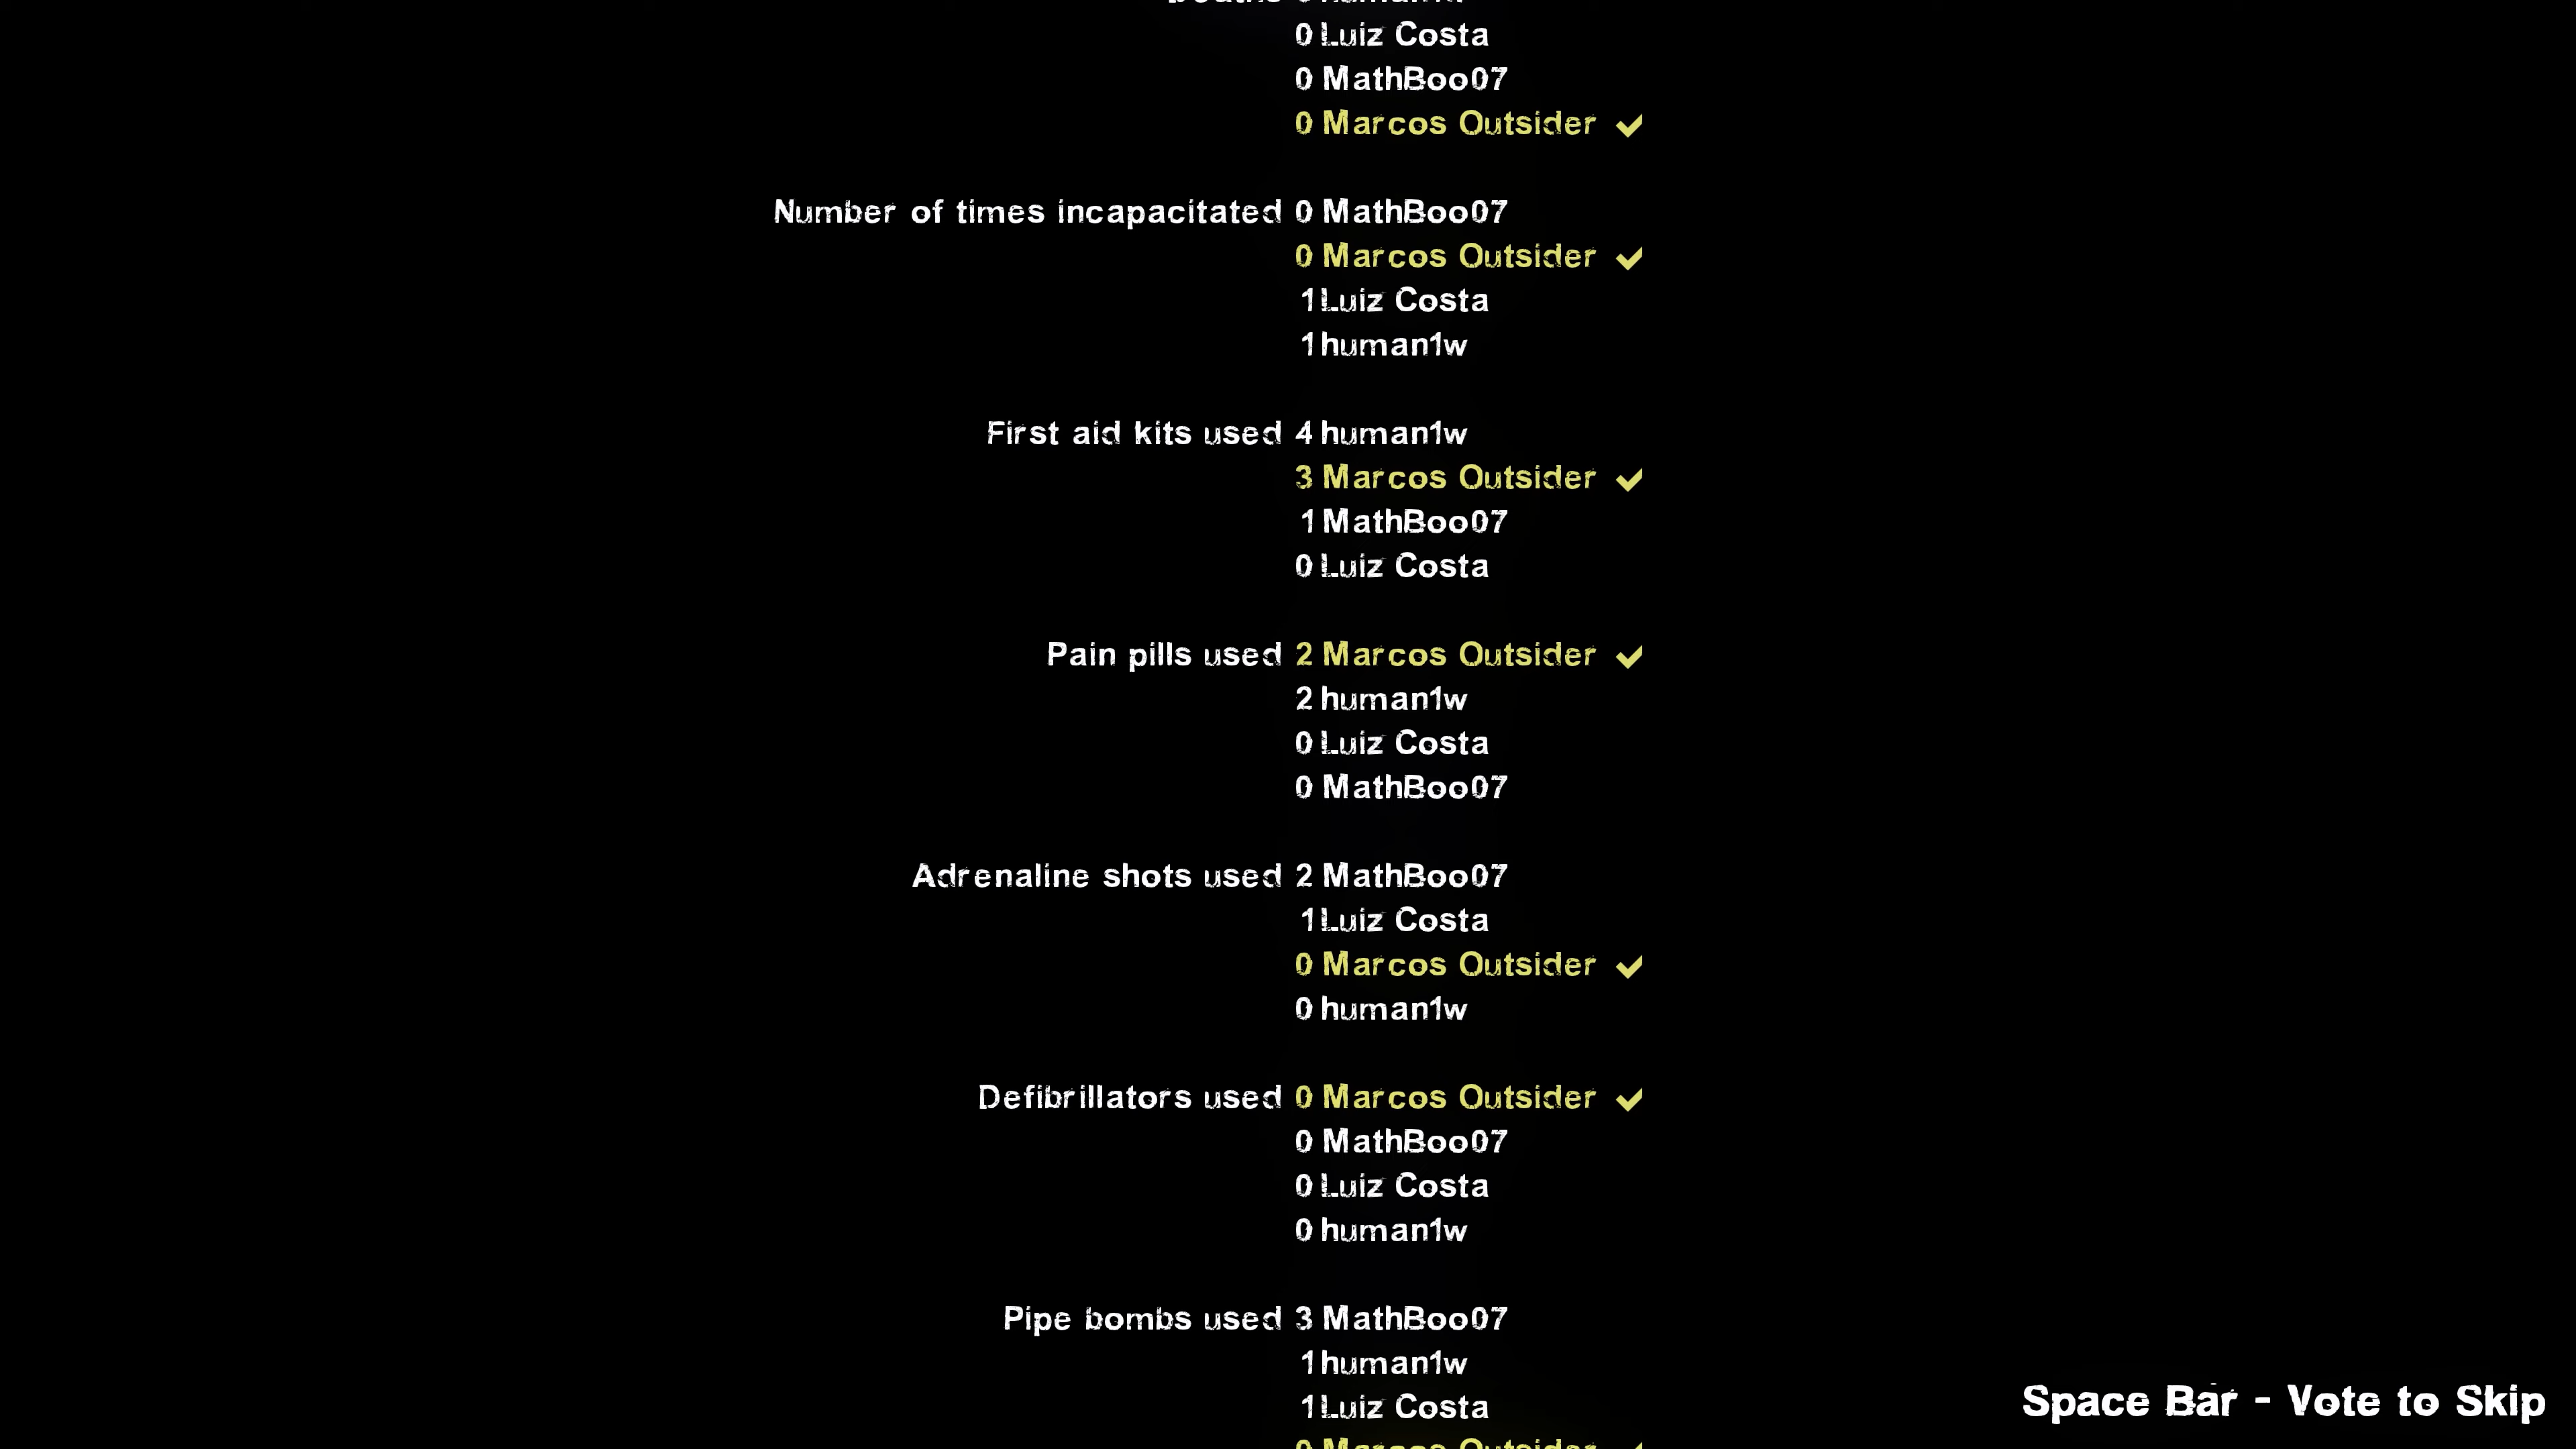 0 Luiz Costa
0 MathBoo07
0 Marcos Outsider
Number of times incapacitated 0 MathBoo07
0 Marcos Outsider
1 Luiz Costa
1 human1w
First aid kits used 4 human1w
3 Marcos Outsider
1 MathBoo07
0 Luiz Costa
Pain pills used 2 Marcos Outsider
2 human1w
0 Luiz Costa
0 MathBoo07
Adrenaline shots used 2 MathBoo07
1 Luiz Costa
0 Marcos Outsider
0 human1w
Defibrillators used 0 Marcos Outsider
0 MathBoo07
0 Luiz Costa
0 human1w
Pipe bombs used 3 MathBoo07
1 human1w
1 Luiz Costa
0 Marcos Outsider
Space Bar - Vote to Skip